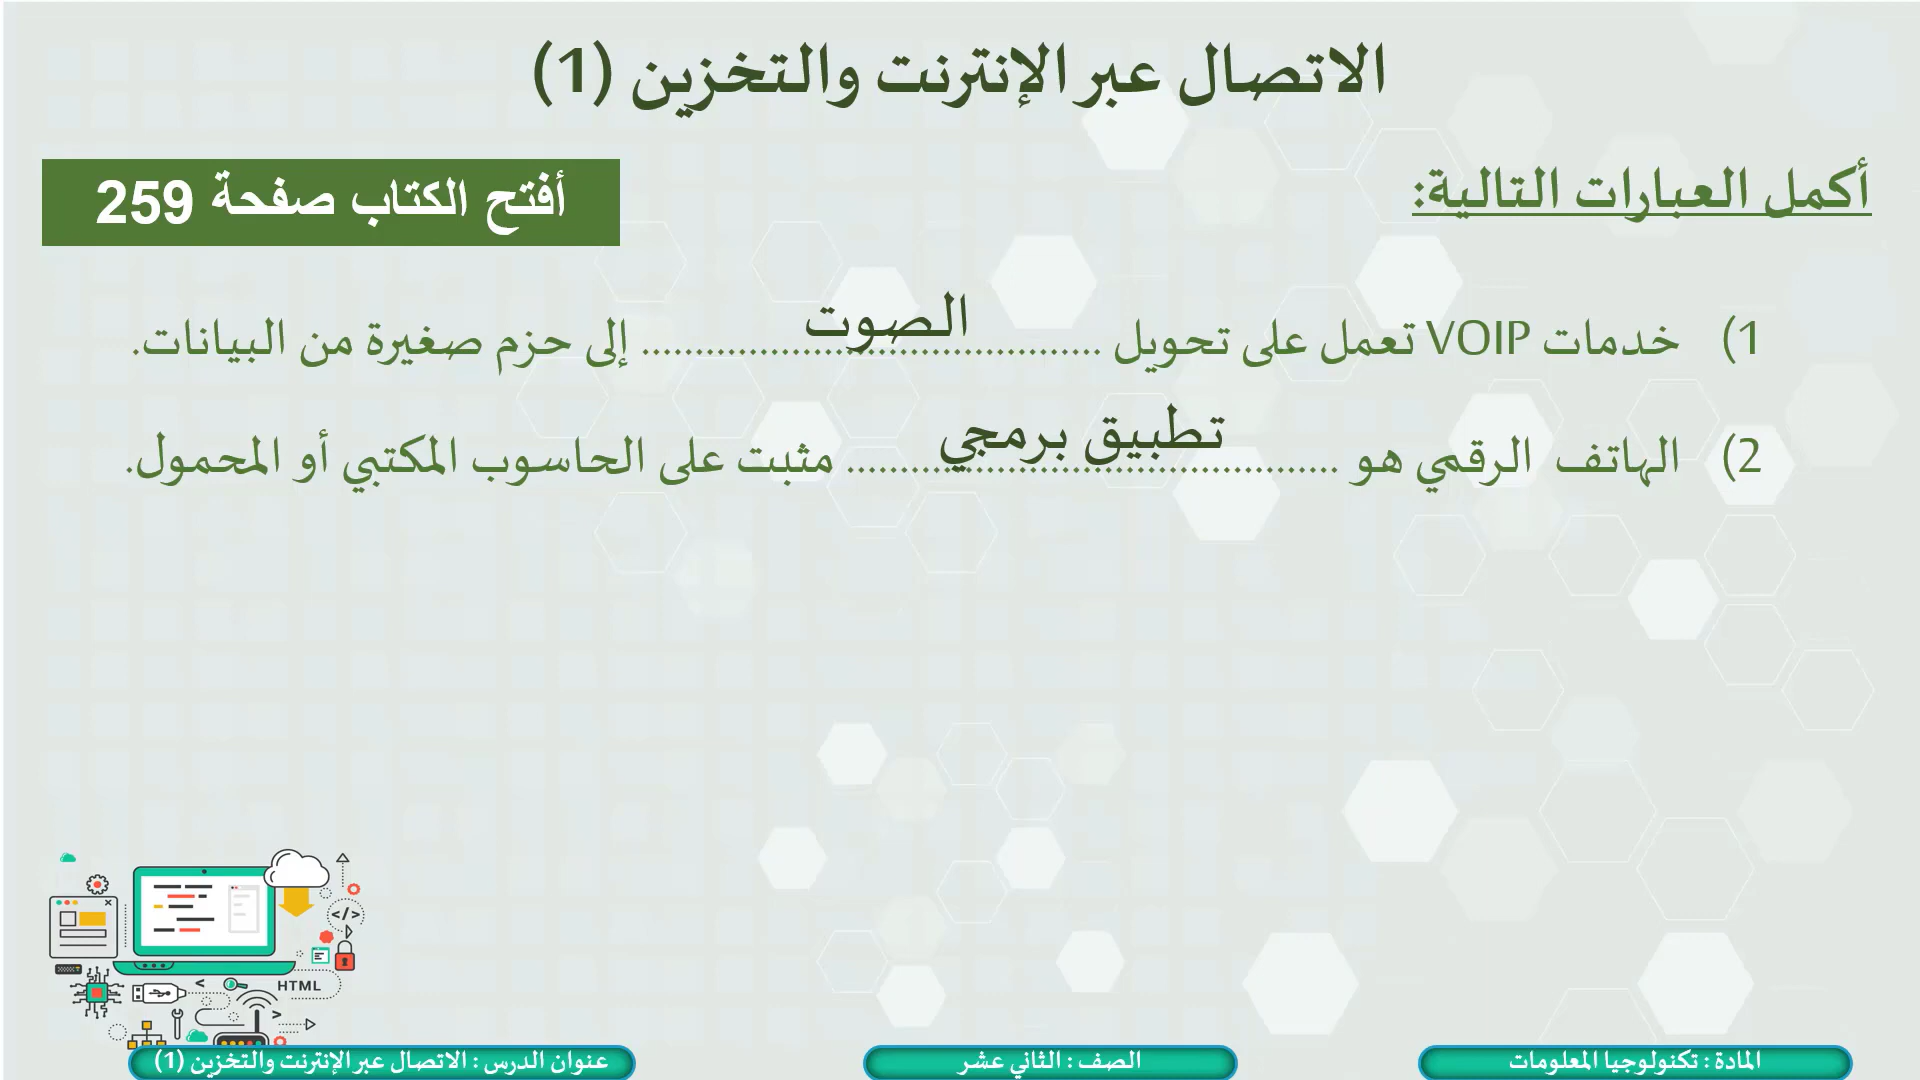 الاتصال عبر الإنترنت والتخزين (1)
أكمل العبارات التالية:
أفتح الكتاب صفحة 259
1) خدمات VOIP تعمل على تحويل ........ الصوت ........ إلى حزم صغيرة من البيانات.
2) الهاتف الرقمي هو ........ تطبيق برمجي ........ مثبت على الحاسوب المكتبي أو المحمول.
</>
HTML
المادة : تكنولوجيا المعلومات
الصف : الثاني عشر
عنوان الدرس : الاتصال عبر الإنترنت والتخزين (1)